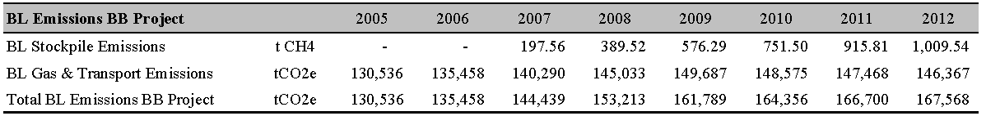 BL Emissions BB Project 2005 2006 2007 2008 2009 2010 2011 2012
BL Stockpile Emissions t CH4 - - 197.56 389.52 576.29 751.50 915.81 1,009.54
BL Gas & Transport Emissions tCO2e 130,536 135,458 140,290 145,033 149,687 148,575 147,468 146,367
Total BL Emissions BB Project tCO2e 130,536 135,458 144,439 153,213 161,789 164,356 166,700 167,568